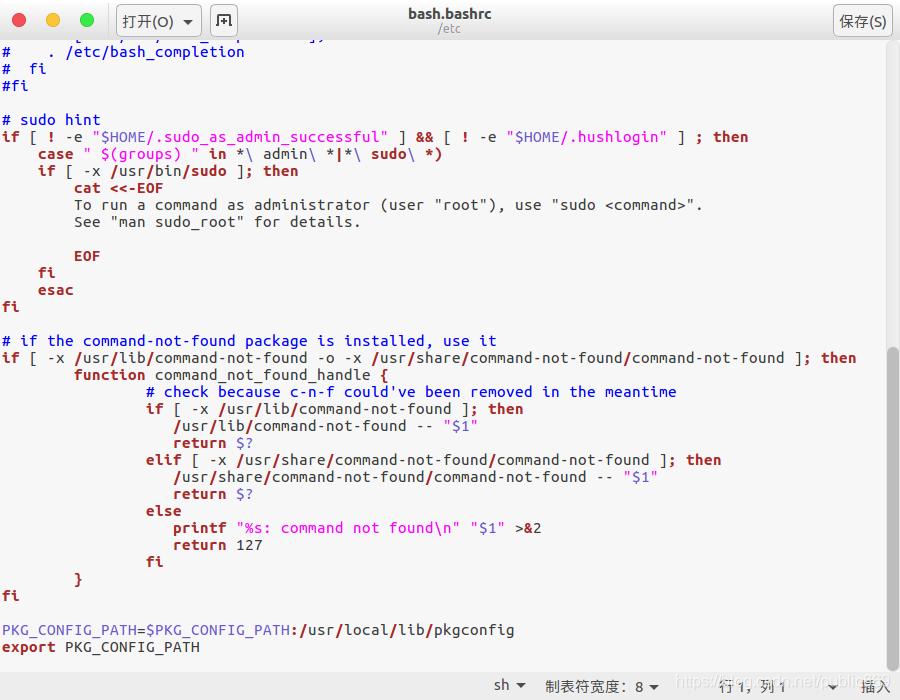 打开(O)
bash.bashrc
/etc
保存(S)
#    . /etc/bash_completion
#  fi
#fi
# sudo hint
if [ ! -e "$HOME/.sudo_as_admin_successful" ] && [ ! -e "$HOME/.hushlogin" ] ; then
    case " $(groups) " in *\ admin\ *|*\ sudo\ *)
    if [ -x /usr/bin/sudo ]; then
        cat <<-EOF
        To run a command as administrator (user "root"), use "sudo <command>".
        See "man sudo_root" for details.
        EOF
    fi
    esac
fi
# if the command-not-found package is installed, use it
if [ -x /usr/lib/command-not-found -o -x /usr/share/command-not-found/command-not-found ]; then
        function command_not_found_handle {
                # check because c-n-f could've been removed in the meantime
                if [ -x /usr/lib/command-not-found ]; then
                   /usr/lib/command-not-found -- "$1"
                   return $?
                elif [ -x /usr/share/command-not-found/command-not-found ]; then
                   /usr/share/command-not-found/command-not-found -- "$1"
                   return $?
                else
                   printf "%s: command not found\n" "$1" >&2
                   return 127
                fi
        }
fi
PKG_CONFIG_PATH=$PKG_CONFIG_PATH:/usr/local/lib/pkgconfig
export PKG_CONFIG_PATH
sh 制表符宽度：8 行 1，列 1 插入